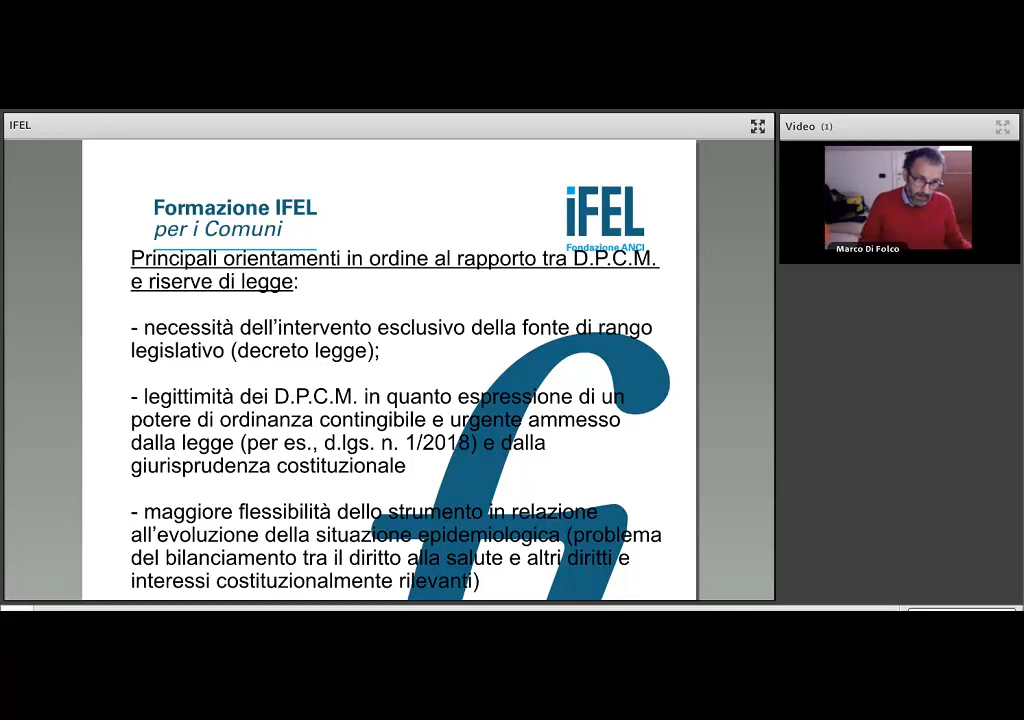 IFEL
Video (1)
Formazione IFEL
per i Comuni
iFEL
Fondazione ANCI
Marco Di Folco
Principali orientamenti in ordine al rapporto tra D.P.C.M.
e riserve di legge:
- necessità dell'intervento esclusivo della fonte di rango
legislativo (decreto legge);
- legittimità dei D.P.C.M. in quanto espressione di un
potere di ordinanza contingibile e urgente ammesso
dalla legge (per es., d.lgs. n. 1/2018) e dalla
giurisprudenza costituzionale
- maggiore flessibilità dello strumento in relazione
all'evoluzione della situazione epidemiologica (problema
del bilanciamento tra il diritto alla salute e altri diritti e
interessi costituzionalmente rilevanti)